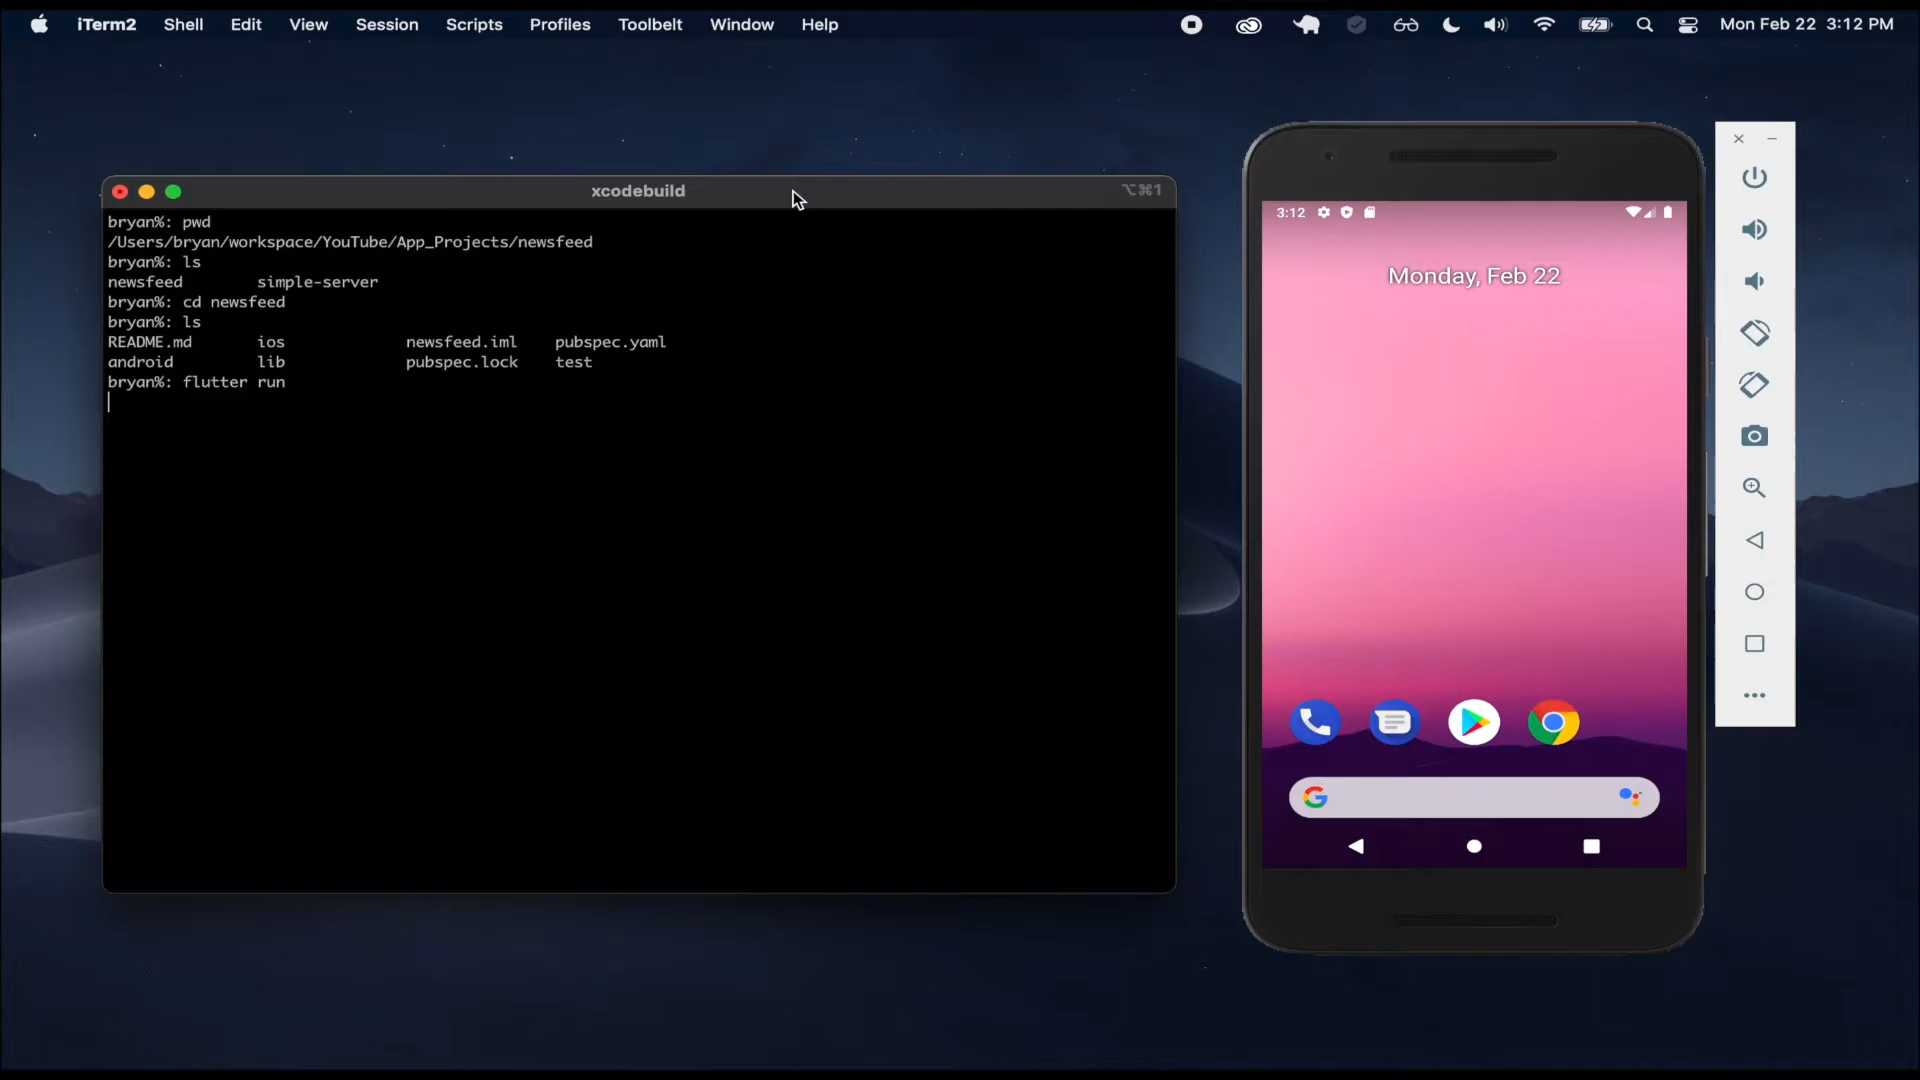 iTerm2 Shell Edit View Session Scripts Profiles Toolbelt Window Help Mon Feb 22 3:12 PM
xcodebuild ⌥⌘1
bryan%: pwd
/Users/bryan/workspace/YouTube/App_Projects/newsfeed
bryan%: ls
newsfeed simple-server
bryan%: cd newsfeed
bryan%: ls
README.md ios newsfeed.iml pubspec.yaml
android lib pubspec.lock test
bryan%: flutter run
3:12
Monday, Feb 22